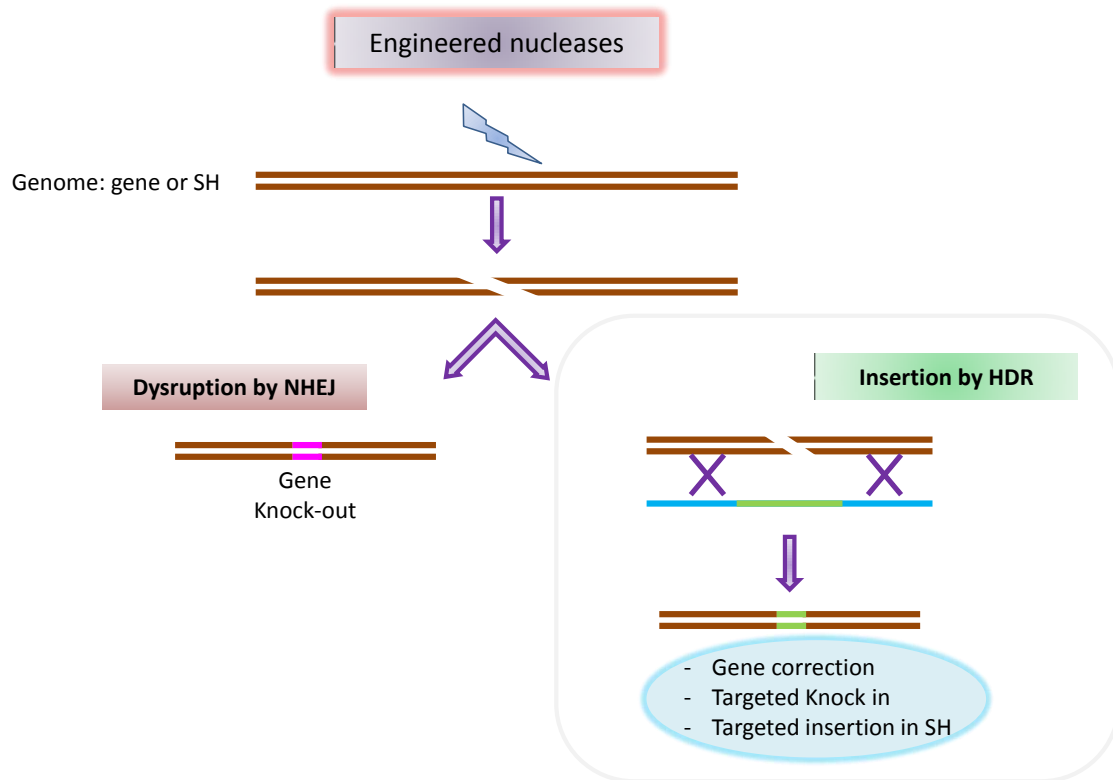 Engineered nucleases
Genome: gene or SH
Dysruption by NHEJ
Insertion by HDR
Gene
Knock-out
- Gene correction
- Targeted Knock in
- Targeted insertion in SH